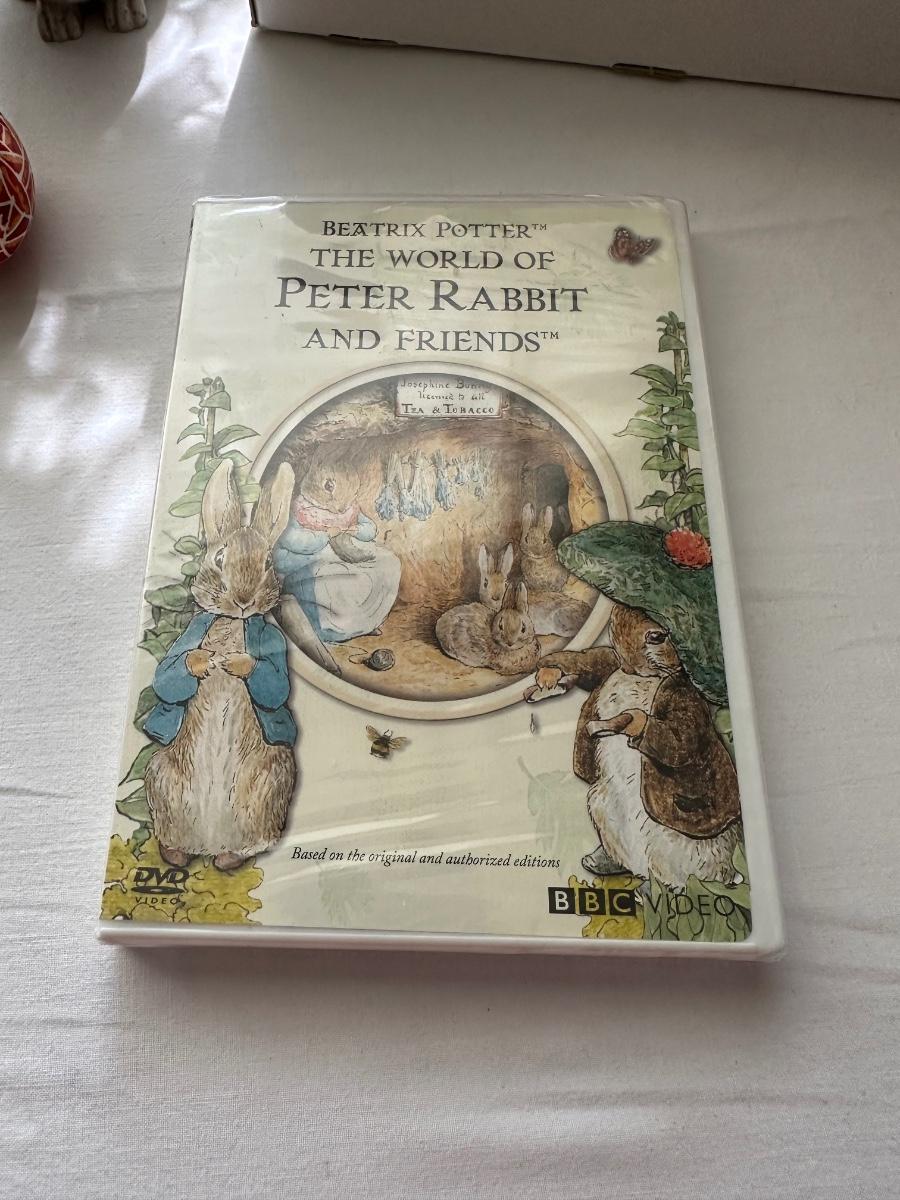 BEATRIX POTTER™
THE WORLD OF
PETER RABBIT
AND FRIENDS™
Josephine Bun
licensed to sell
TEA & TOBACCO
Based on the original and authorized editions
DVD
VIDEO
BBC VIDEO